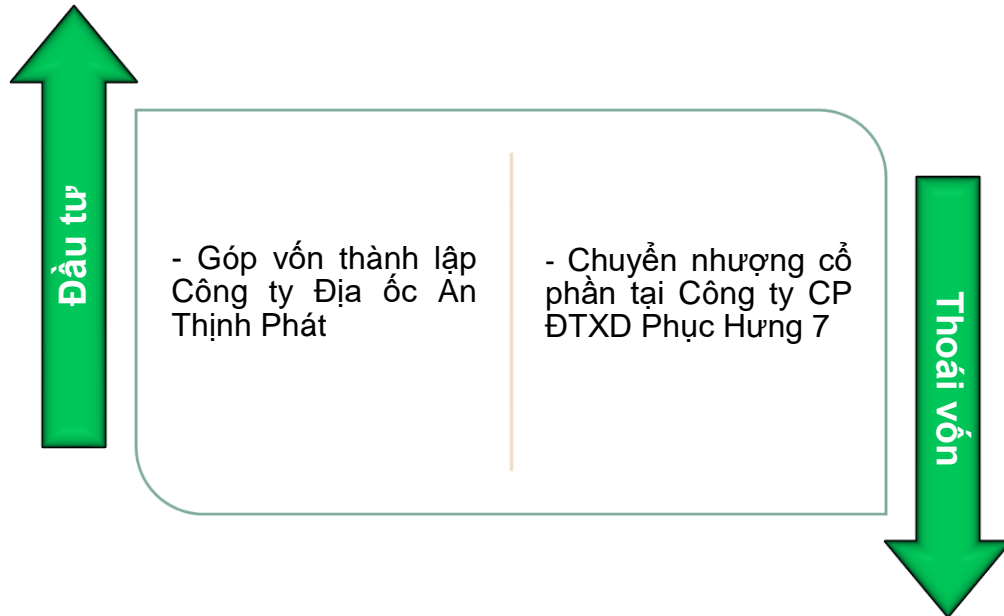 Đầu tư
- Góp vốn thành lập
Công ty Địa ốc An
Thịnh Phát
- Chuyển nhượng cổ
phần tại Công ty CP
ĐTXD Phục Hưng 7
Thoái vốn